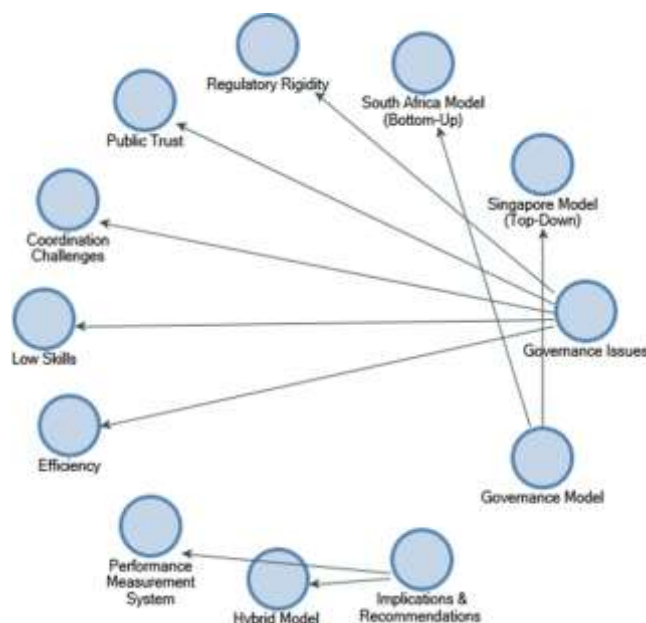 Regulatory Rigidity
South Africa Model
(Bottom-Up)
Public Trust
Singapore Model
(Top-Down)
Coordination
Challenges
Low Skills
Governance Issues
Efficiency
Governance Model
Performance
Measurement
System
Hybrid Model
Implications &
Recommendations